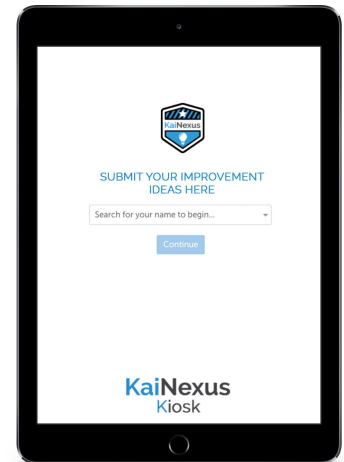 KaiNexus
SUBMIT YOUR IMPROVEMENT
IDEAS HERE
Search for your name to begin...
Continue
KaiNexus
Kiosk